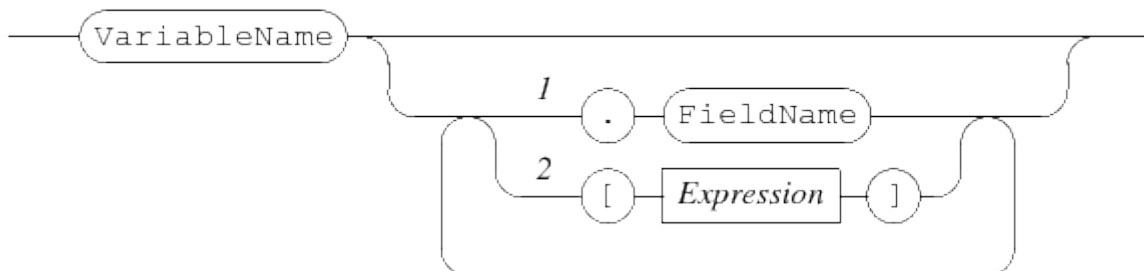 VariableName
1 . FieldName
2 [ Expression ]